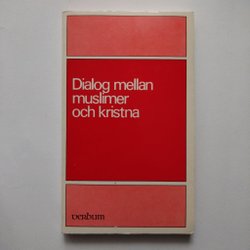 Dialog mellan
muslimer
och kristna
verbum